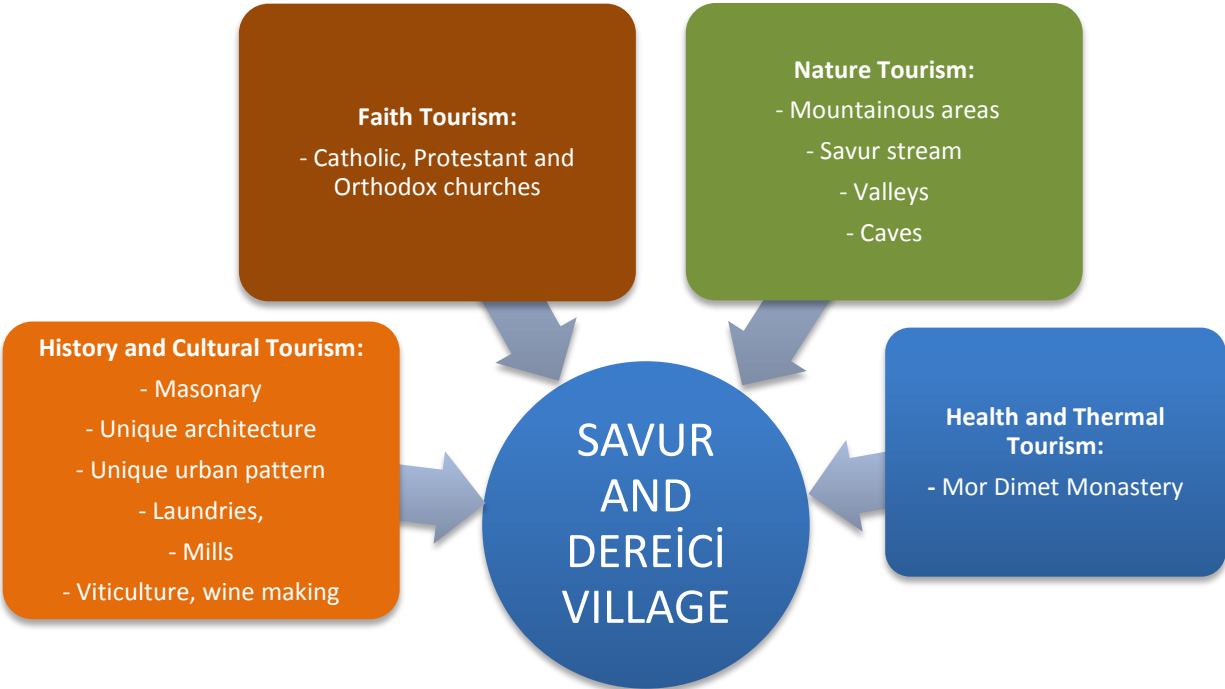 Faith Tourism:
- Catholic, Protestant and
Orthodox churches
Nature Tourism:
- Mountainous areas
- Savur stream
- Valleys
- Caves
History and Cultural Tourism:
- Masonary
- Unique architecture
- Unique urban pattern
- Laundries,
- Mills
- Viticulture, wine making
SAVUR
AND
DEREİCİ
VILLAGE
Health and Thermal
Tourism:
- Mor Dimet Monastery